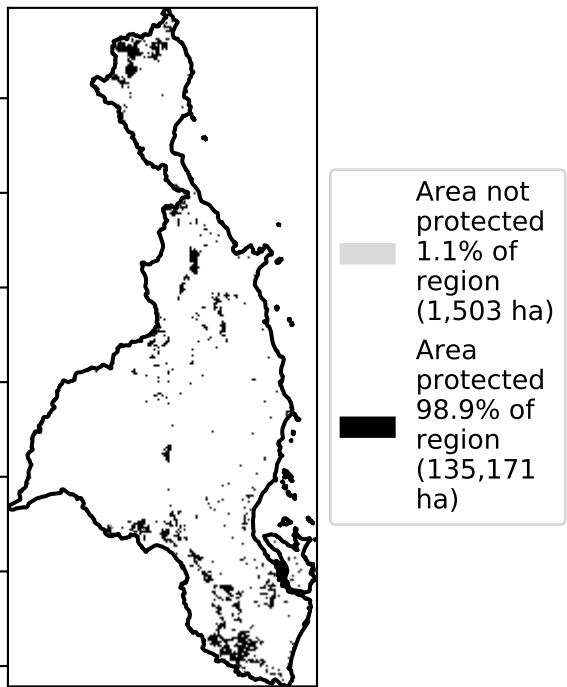 Area not
protected
1.1% of
region
(1,503 ha)
Area
protected
98.9% of
region
(135,171
ha)